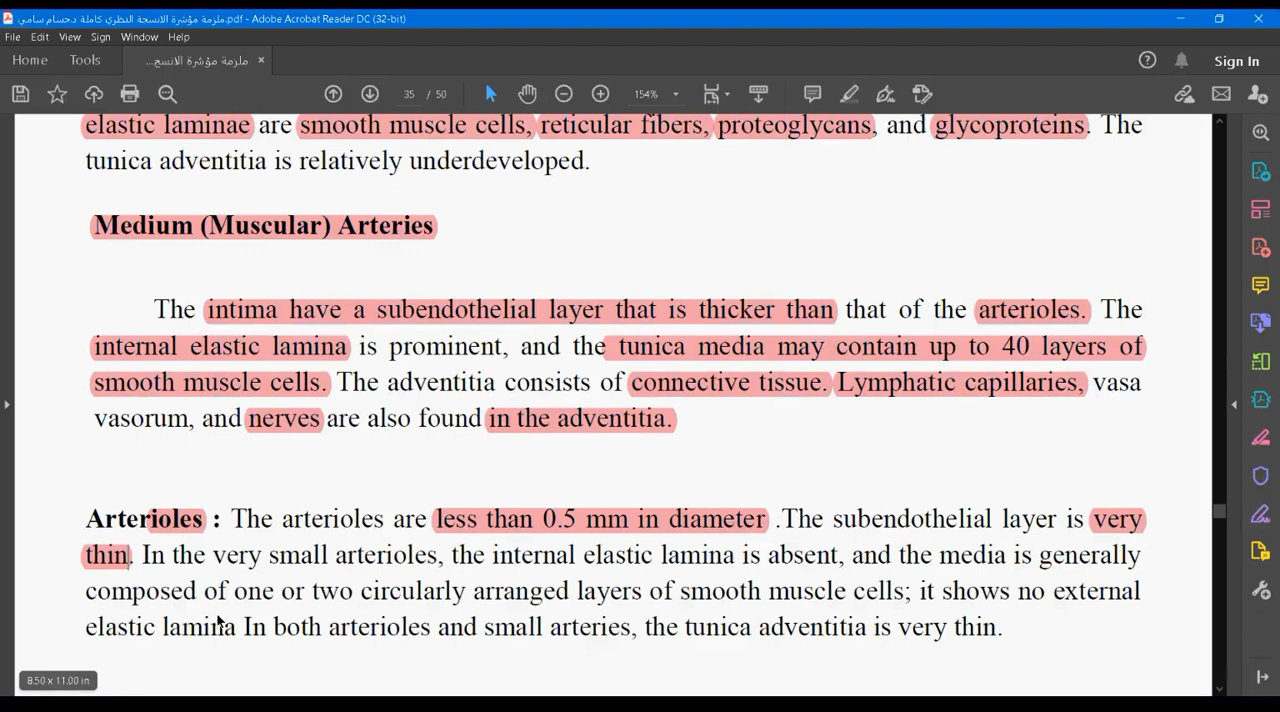 ملزمة مؤشرة الانسجة النظري كاملة د.حسام سامي.pdf - Adobe Acrobat Reader DC (32-bit)
File Edit View Sign Window Help
Home Tools ملزمة مؤشرة الانسج... × Sign In
35 / 50 154%
elastic laminae are smooth muscle cells, reticular fibers, proteoglycans, and glycoproteins. The
tunica adventitia is relatively underdeveloped.
Medium (Muscular) Arteries
The intima have a subendothelial layer that is thicker than that of the arterioles. The
internal elastic lamina is prominent, and the tunica media may contain up to 40 layers of
smooth muscle cells. The adventitia consists of connective tissue. Lymphatic capillaries, vasa
vasorum, and nerves are also found in the adventitia.
Arterioles : The arterioles are less than 0.5 mm in diameter .The subendothelial layer is very
thin. In the very small arterioles, the internal elastic lamina is absent, and the media is generally
composed of one or two circularly arranged layers of smooth muscle cells; it shows no external
elastic lamina In both arterioles and small arteries, the tunica adventitia is very thin.
8.50 x 11.00 in